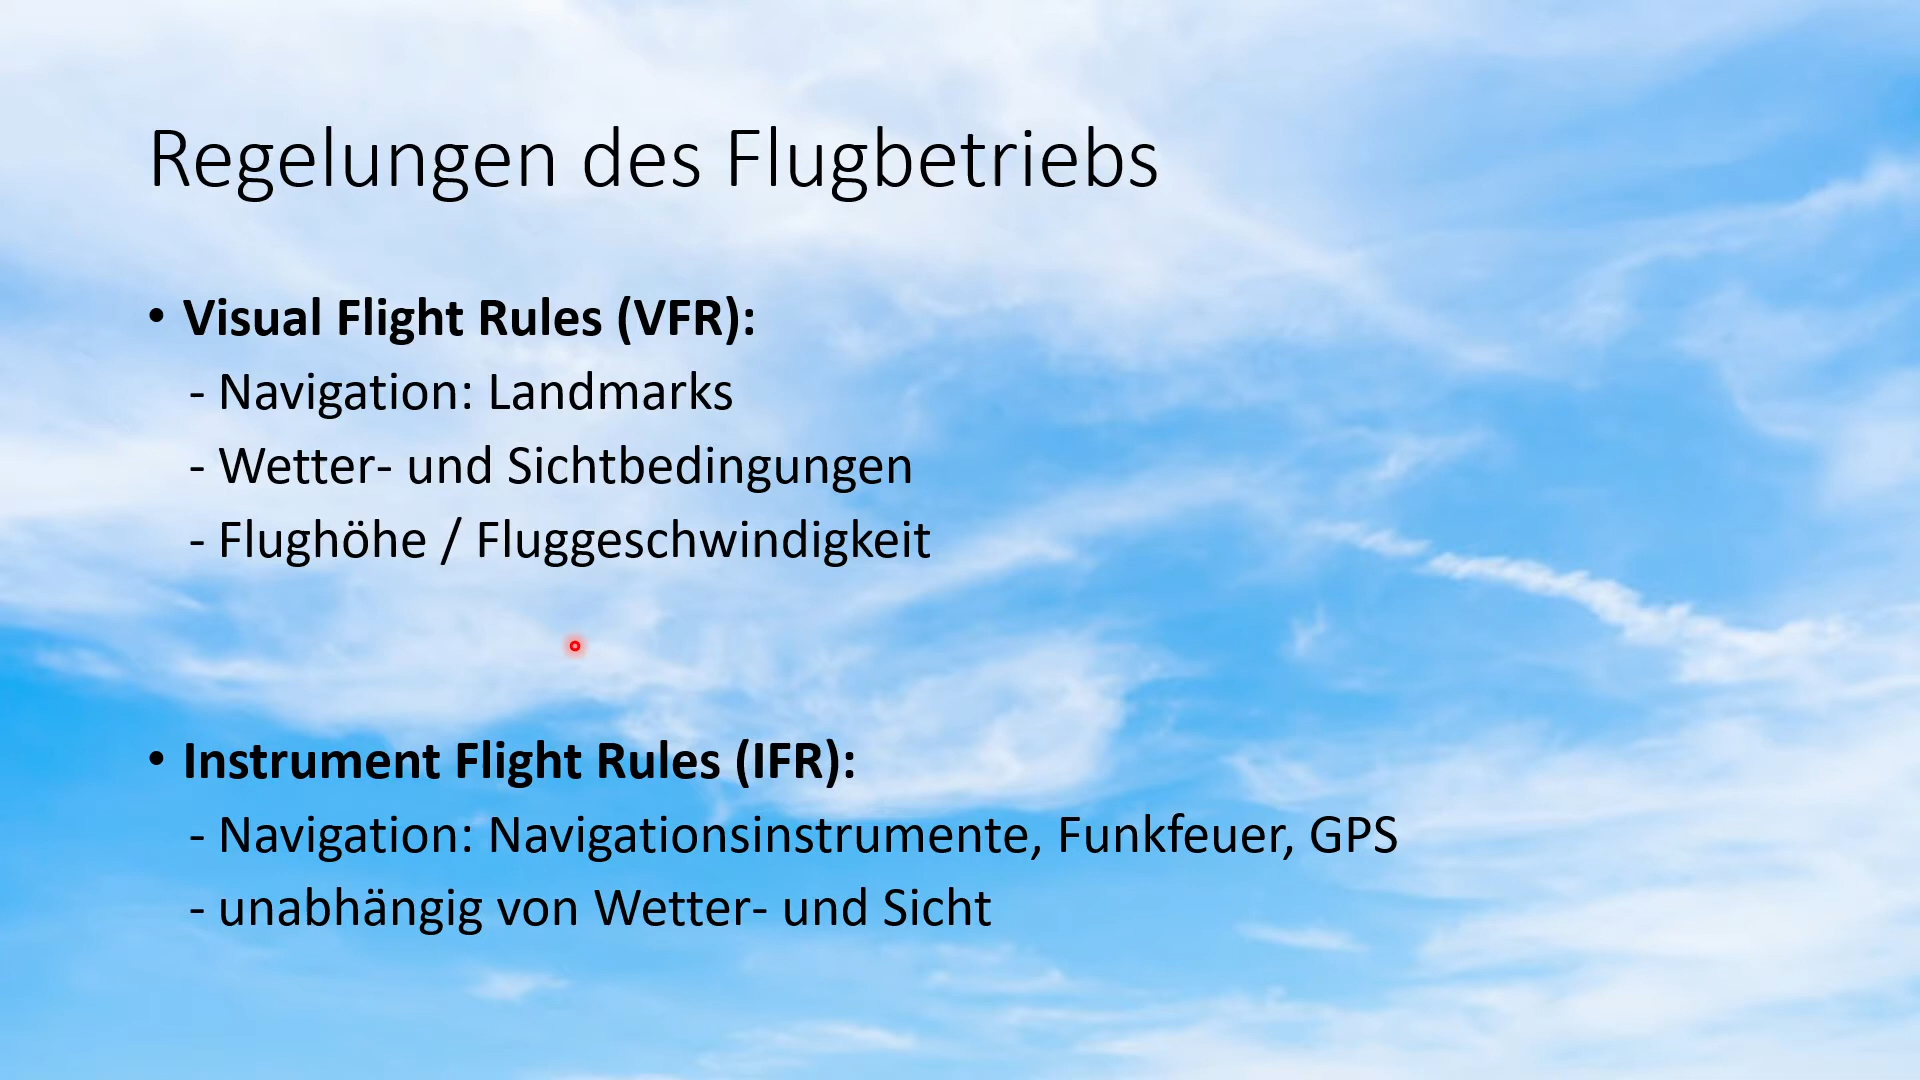 Regelungen des Flugbetriebs
• Visual Flight Rules (VFR):
- Navigation: Landmarks
- Wetter- und Sichtbedingungen
- Flughöhe / Fluggeschwindigkeit
• Instrument Flight Rules (IFR):
- Navigation: Navigationsinstrumente, Funkfeuer, GPS
- unabhängig von Wetter- und Sicht